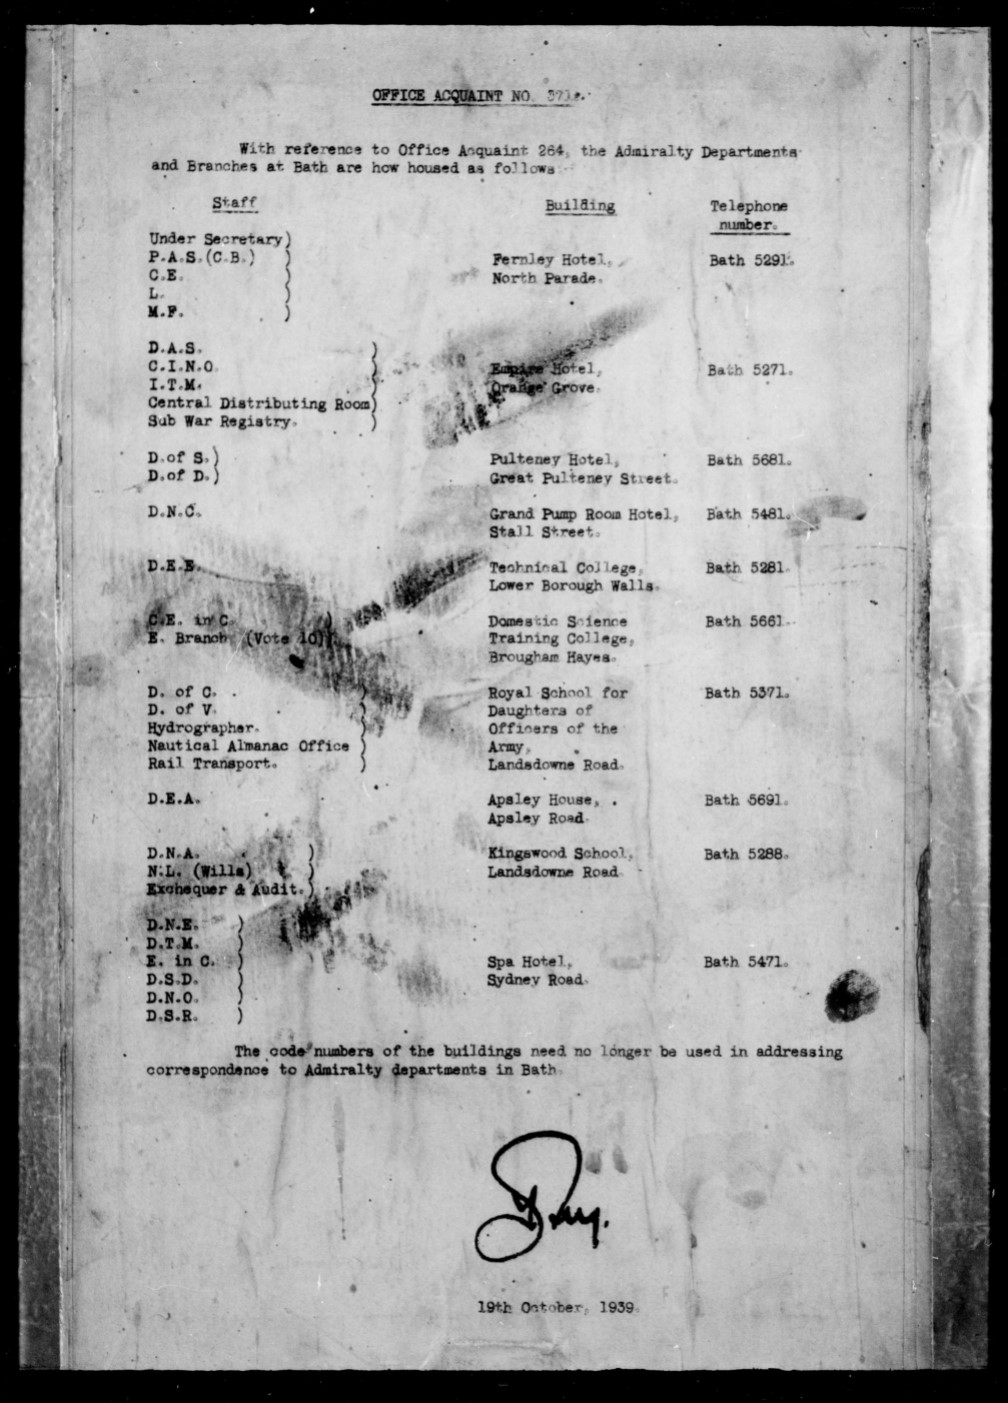 OFFICE ACQUAINT NO.
With reference to Office Acquaint 264, the Admiralty Departments
and Branches at Bath are how housed as follows:-
Staff Building Telephone
number.
Under Secretary)
P.A.S.(C.B.) ) Fernley Hotel, Bath 5291.
C.E. ) North Parade.
L. )
M.F. )
D.A.S. )
C.I.N.O. ) Empire Hotel, Bath 5271.
I.T.M. ) Orange Grove.
Central Distributing Room)
Sub War Registry. )
D.of S.) Pulteney Hotel, Bath 5681.
D.of D.) Great Pulteney Street.
D.N.C. Grand Pump Room Hotel, Bath 5481.
Stall Street.
D.E.E. Technical College, Bath 5281.
Lower Borough Walls.
C.E. in C. ) Domestic Science Bath 5661.
E. Branch (Vote 10)) Training College,
Brougham Hayes.
D. of C. ) Royal School for Bath 5371.
D. of V. ) Daughters of
Hydrographer. ) Officers of the
Nautical Almanac Office ) Army,
Rail Transport. ) Landsdowne Road.
D.E.A. Apsley House, Bath 5691.
Apsley Road.
D.N.A. ) Kingswood School, Bath 5288.
N.L. (Wills) ) Landsdowne Road
Exchequer & Audit.)
D.N.E. )
D.T.M. )
E. in C. ) Spa Hotel, Bath 5471.
D.S.D. ) Sydney Road.
D.N.O. )
D.S.R. )
The code numbers of the buildings need no longer be used in addressing
correspondence to Admiralty departments in Bath.
19th October, 1939.